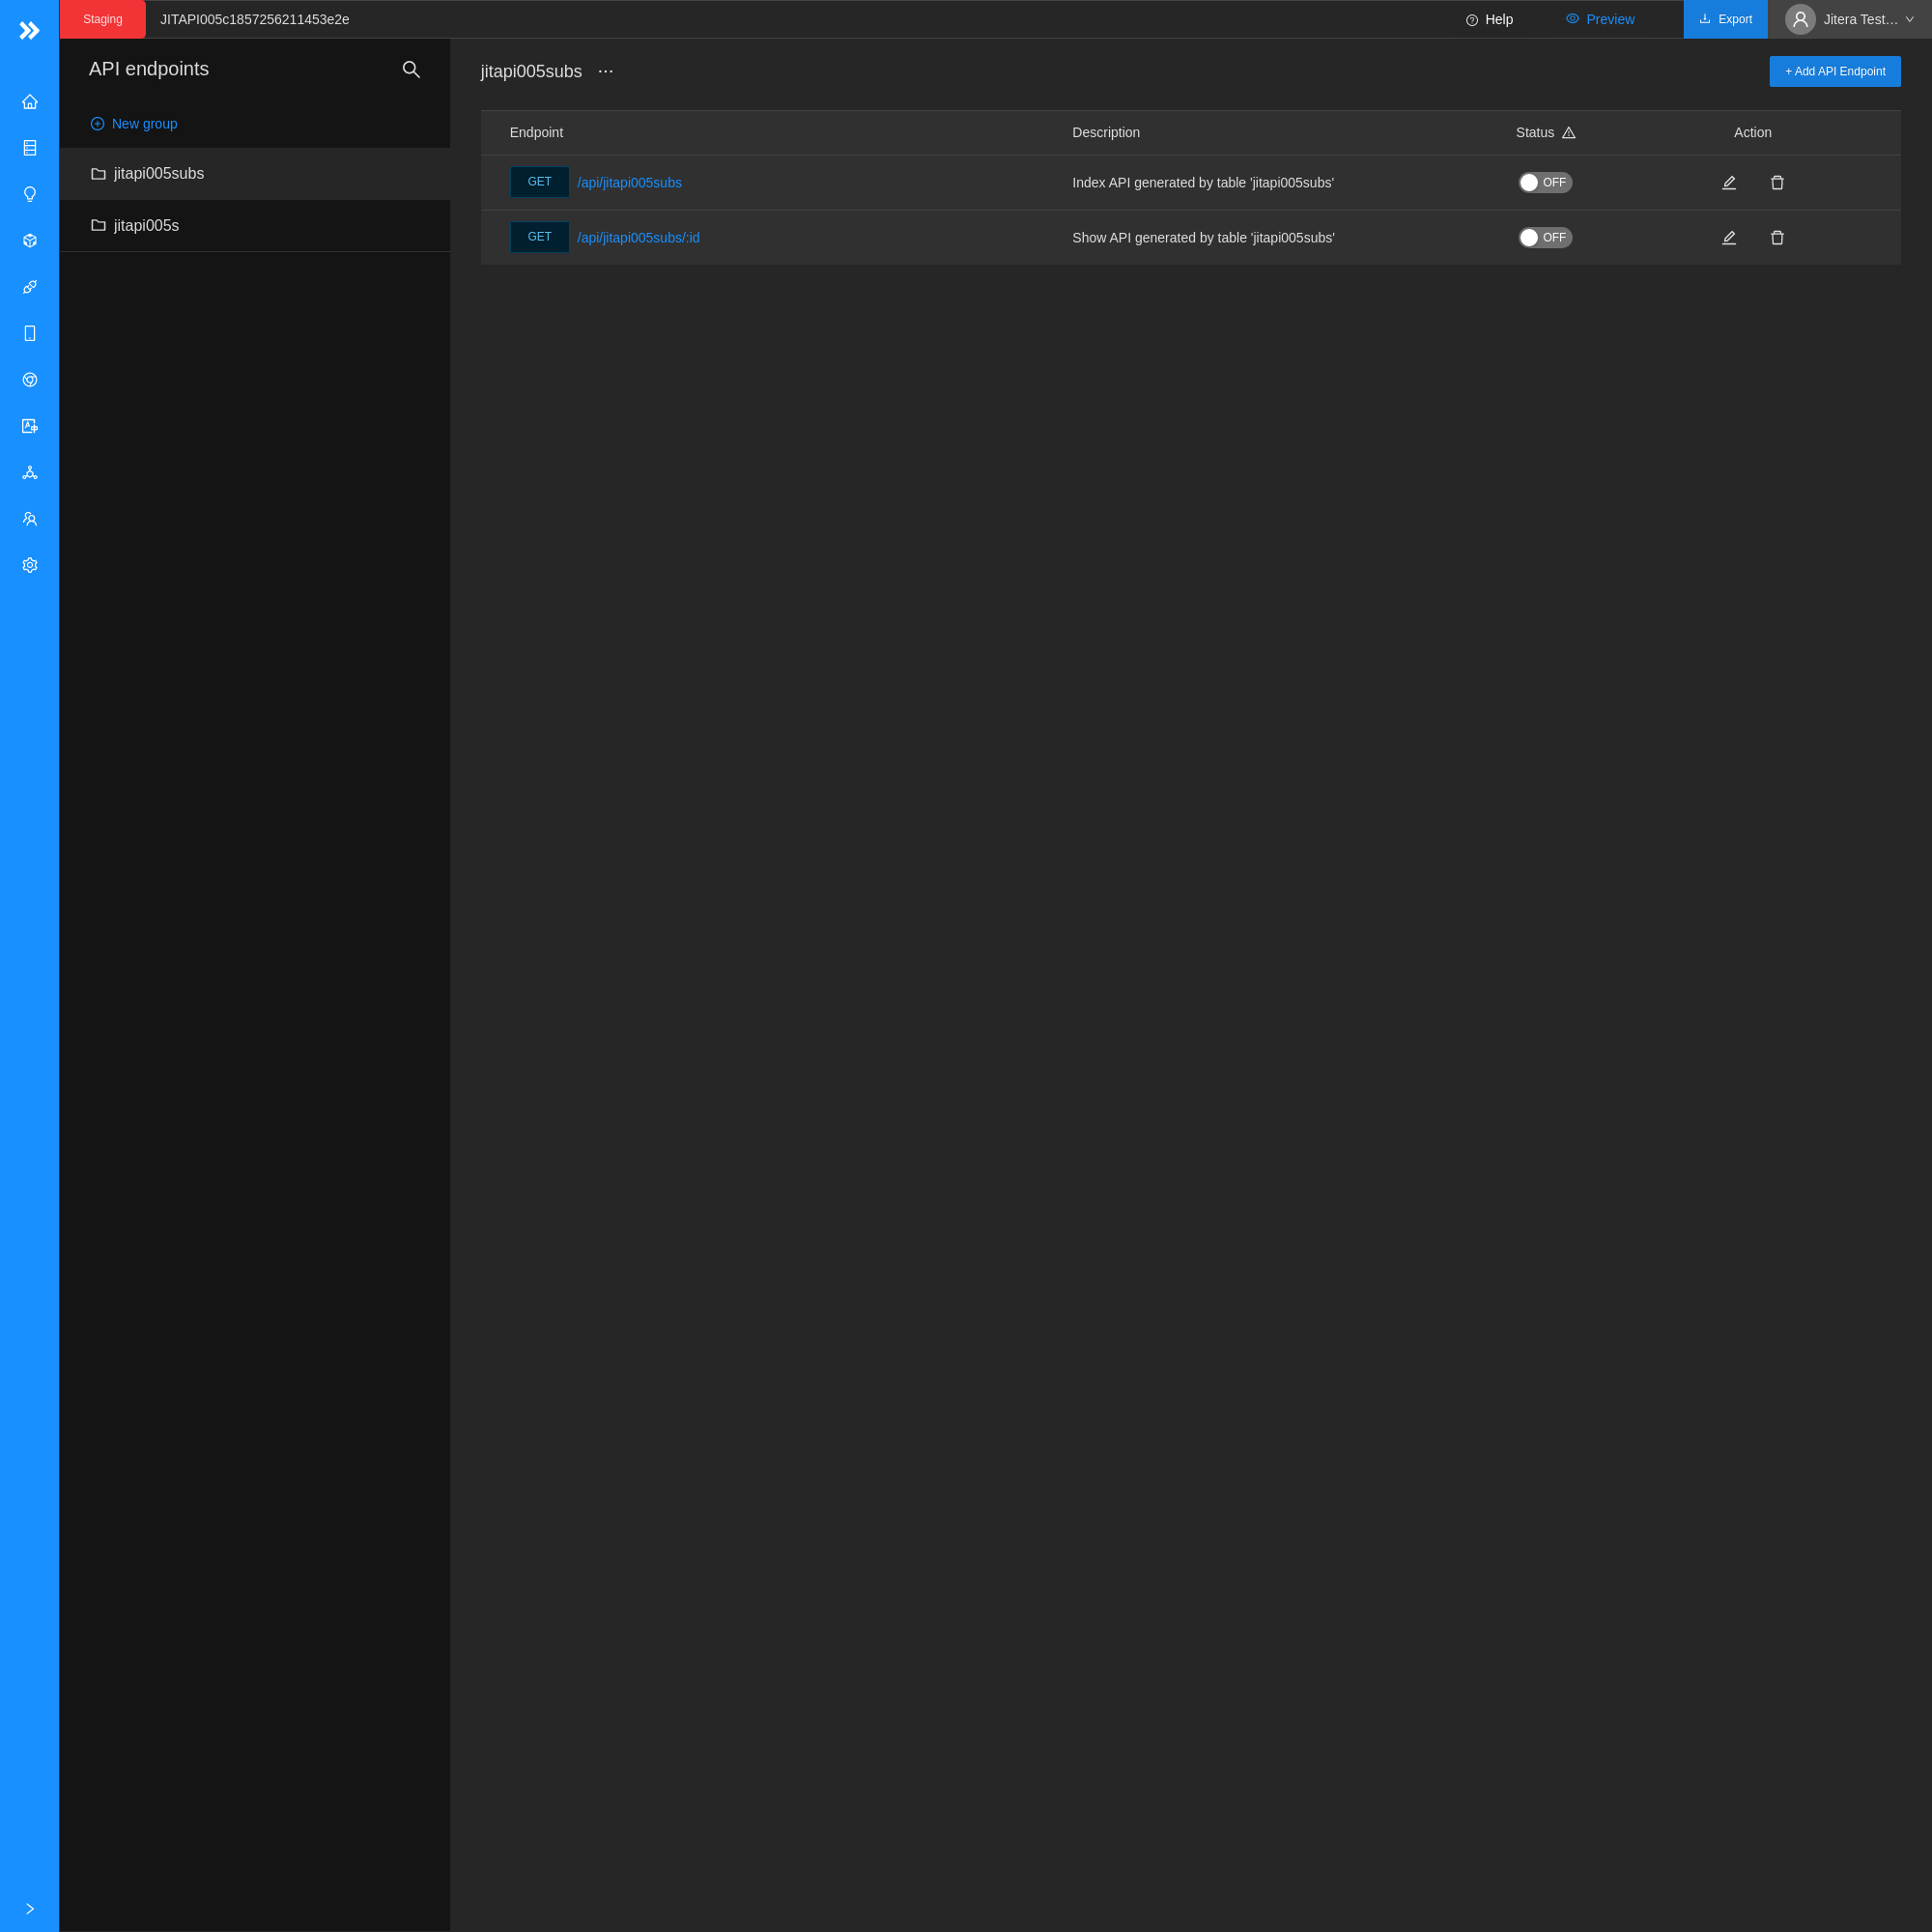 Staging JITAPI005c1857256211453e2e Help Preview Export Jitera Test…
API endpoints
New group
jitapi005subs
jitapi005s
jitapi005subs ··· + Add API Endpoint
Endpoint Description Status Action
GET /api/jitapi005subs Index API generated by table 'jitapi005subs' OFF
GET /api/jitapi005subs/:id Show API generated by table 'jitapi005subs' OFF